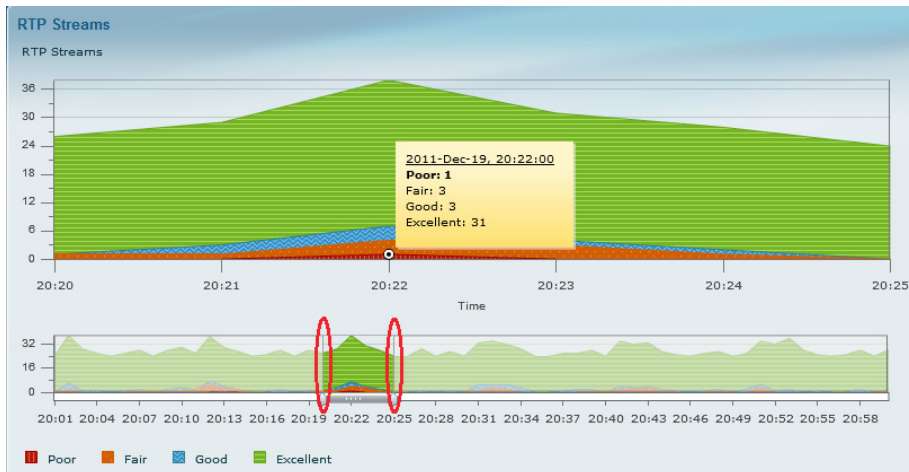 RTP Streams
RTP Streams
36
30
24
18
12
6
0
2011-Dec-19, 20:22:00
Poor: 1
Fair: 3
Good: 3
Excellent: 31
20:20 20:21 20:22 20:23 20:24 20:25
Time
32
16
0
20:01 20:04 20:07 20:10 20:13 20:16 20:19 20:22 20:25 20:28 20:31 20:34 20:37 20:40 20:43 20:46 20:49 20:52 20:55 20:58
Poor Fair Good Excellent